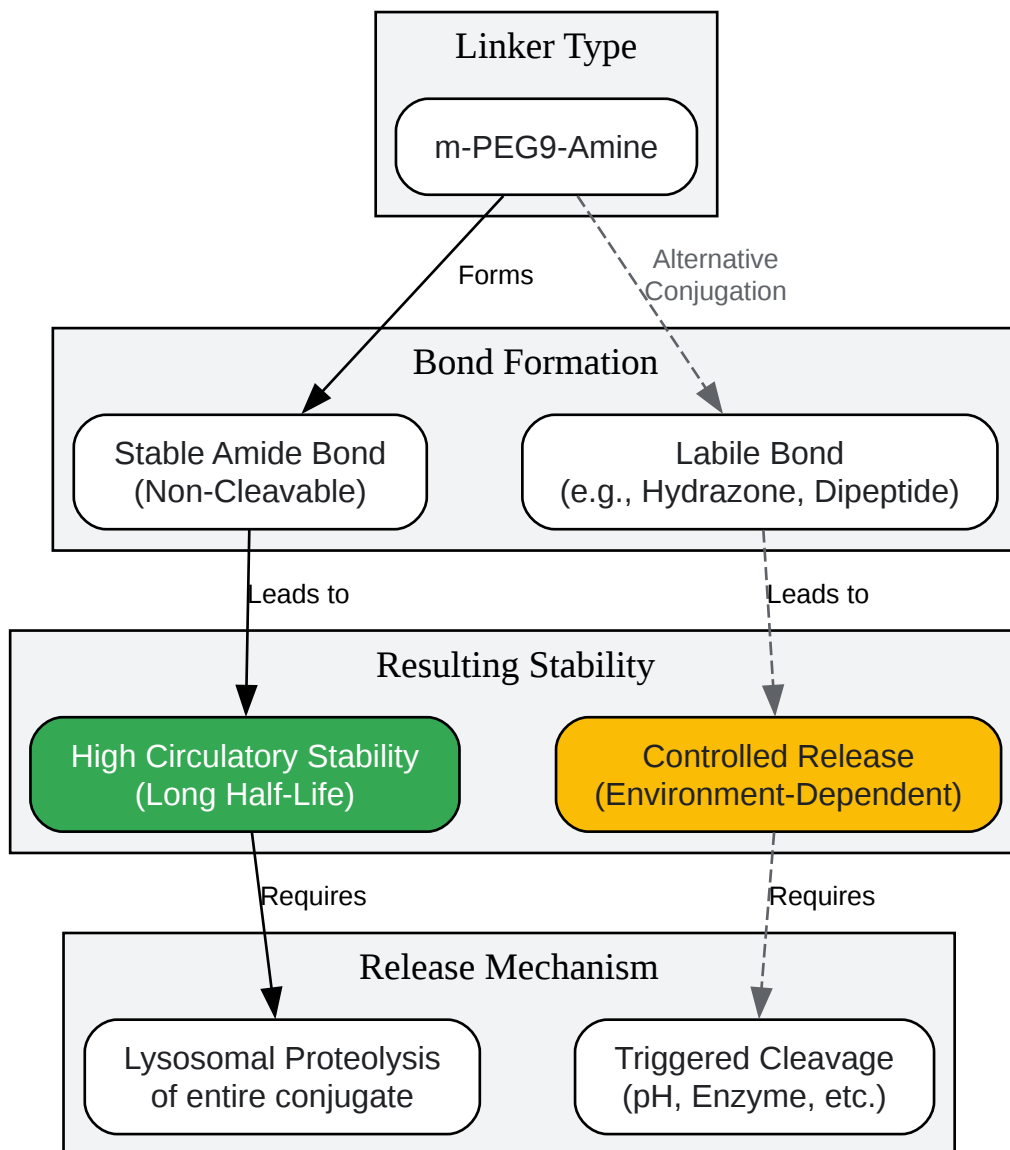 Linker Type
m-PEG9-Amine
Forms
Alternative
Conjugation
Bond Formation
Stable Amide Bond
(Non-Cleavable)
Labile Bond
(e.g., Hydrazone, Dipeptide)
Leads to
Leads to
Resulting Stability
High Circulatory Stability
(Long Half-Life)
Controlled Release
(Environment-Dependent)
Requires
Requires
Release Mechanism
Lysosomal Proteolysis
of entire conjugate
Triggered Cleavage
(pH, Enzyme, etc.)